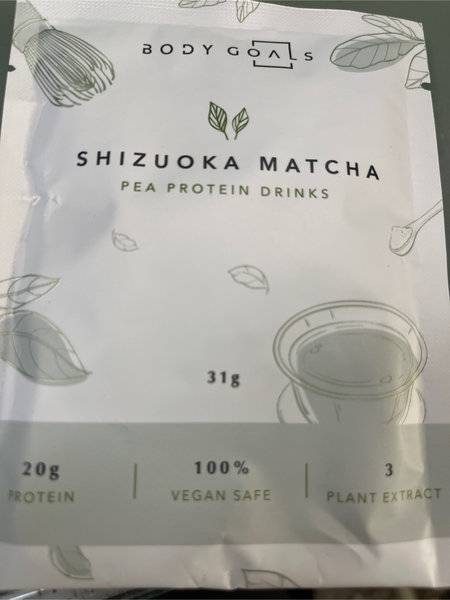 BODY GOALS
SHIZUOKA MATCHA
PEA PROTEIN DRINKS
31g
20g
PROTEIN
100%
VEGAN SAFE
3
PLANT EXTRACT